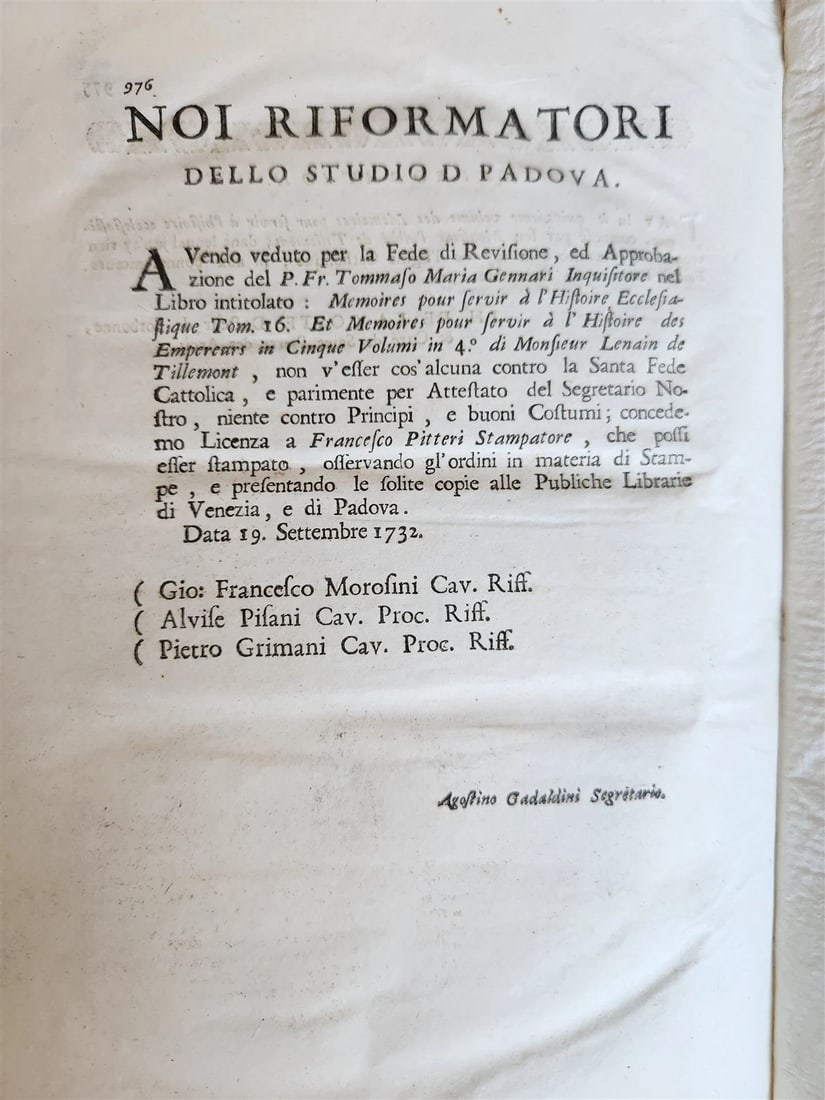 976
NOI RIFORMATORI
DELLO STUDIO D PADOVA.
AVendo veduto per la Fede di Reviſione, ed Approba-
zione del P. Fr. Tommaſo Maria Gennari Inquiſitore nel
Libro intitolato : Memoires pour ſervir à l'Hiſtoire Eccleſia-
ſtique Tom. 16. Et Memoires pour ſervir à l' Hiſtoire des
Empereurs in Cinque Volumi in 4.º di Monſieur Lenain de
Tillemont , non v'eſſer cos'alcuna contro la Santa Fede
Cattolica , e parimente per Atteſtato del Segretario No-
ſtro , niente contro Principi , e buoni Coſtumi ; concede-
mo Licenza a Franceſco Pitteri Stampatore , che poſſi
eſſer ſtampato , oſſervando gl'ordini in materia di Stam-
pe , e preſentando le ſolite copie alle Publiche Librarie
di Venezia, e di Padova.
Data 19. Settembre 1732.
( Gio: Franceſco Moroſini Cav. Riff.
( Alviſe Piſani Cav. Proc. Riff.
( Pietro Grimani Cav. Proc. Riff.
Agoſtino Gadaldini Segretario.